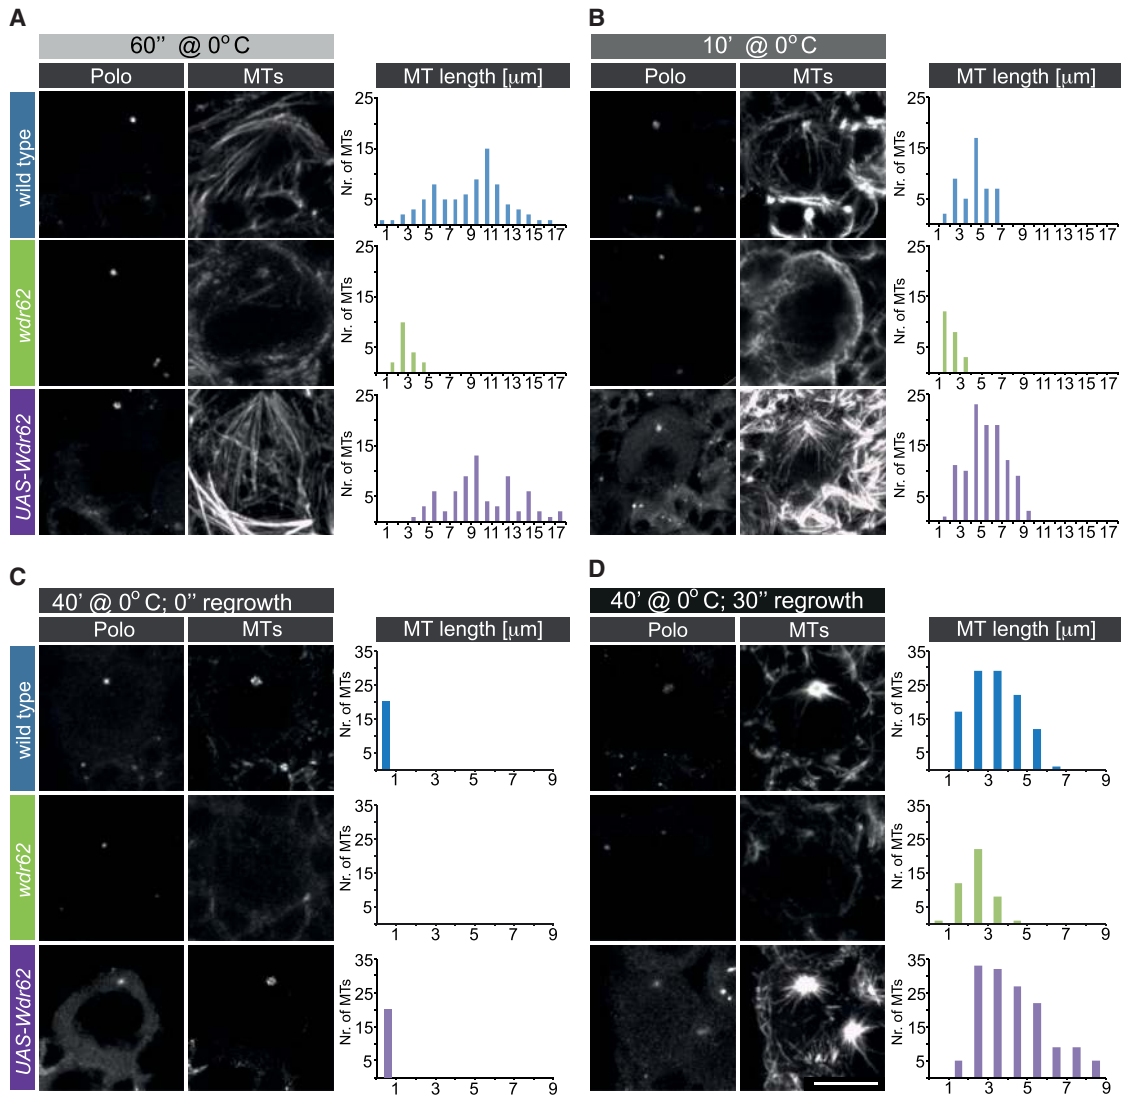 A
60’’ @ 0° C
Polo MTs MT length [μm]
wild type
Nr. of MTs
25
15
5
1 3 5 7 9 11 13 15 17
wdr62
Nr. of MTs
25
15
5
1 3 5 7 9 11 13 15 17
UAS-Wdr62
Nr. of MTs
25
15
5
1 3 5 7 9 11 13 15 17
B
10’ @ 0° C
Polo MTs MT length [μm]
Nr. of MTs
25
15
5
1 3 5 7 9 11 13 15 17
Nr. of MTs
25
15
5
1 3 5 7 9 11 13 15 17
Nr. of MTs
25
15
5
1 3 5 7 9 11 13 15 17
C
40’ @ 0° C; 0’’ regrowth
Polo MTs MT length [μm]
wild type
Nr. of MTs
35
25
15
5
1 3 5 7 9
wdr62
Nr. of MTs
35
25
15
5
1 3 5 7 9
UAS-Wdr62
Nr. of MTs
35
25
15
5
1 3 5 7 9
D
40’ @ 0° C; 30’’ regrowth
Polo MTs MT length [μm]
Nr. of MTs
35
25
15
5
1 3 5 7 9
Nr. of MTs
35
25
15
5
1 3 5 7 9
Nr. of MTs
35
25
15
5
1 3 5 7 9